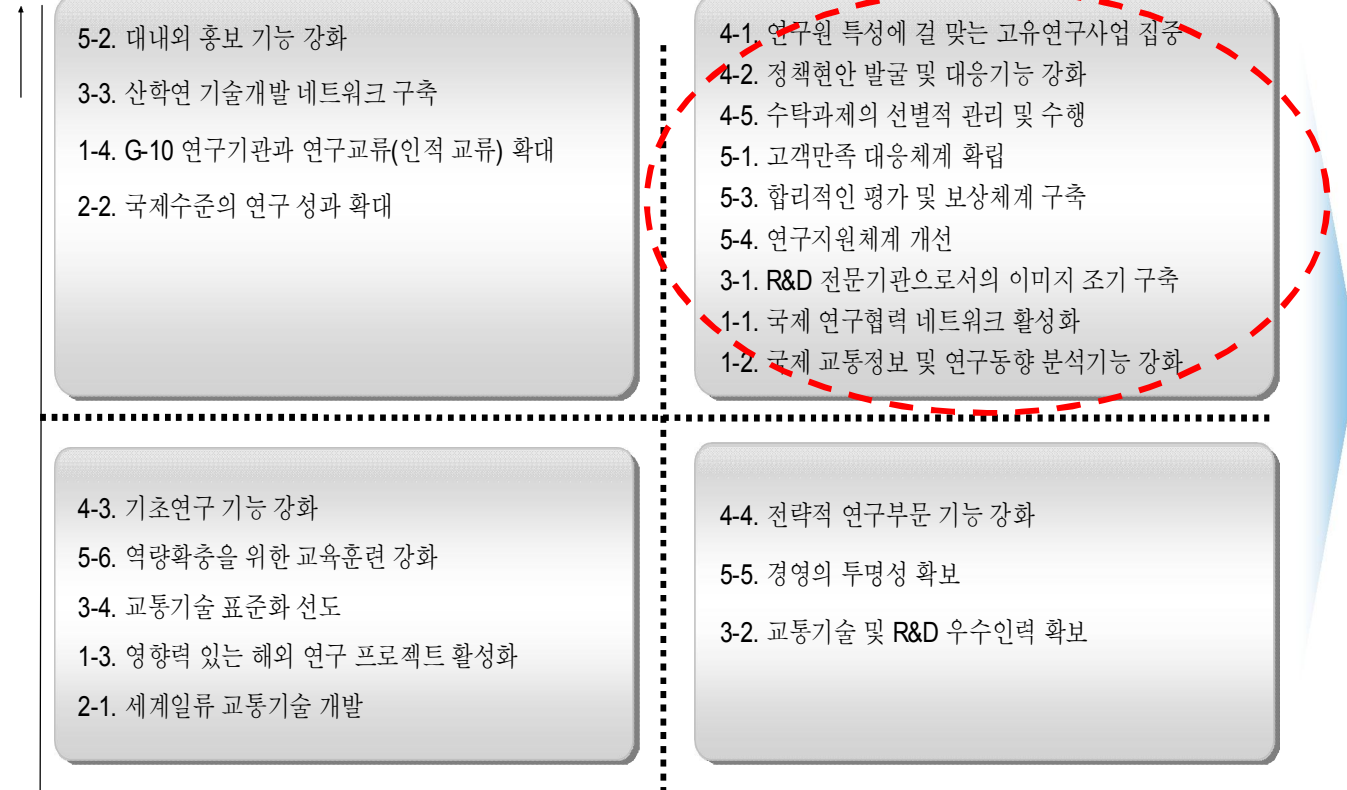 5-2. 대내외 홍보 기능 강화
3-3. 산학연 기술개발 네트워크 구축
1-4. G-10 연구기관과 연구교류(인적 교류) 확대
2-2. 국제수준의 연구 성과 확대
4-1. 연구원 특성에 걸 맞는 고유연구사업 집중
4-2. 정책현안 발굴 및 대응기능 강화
4-5. 수탁과제의 선별적 관리 및 수행
5-1. 고객만족 대응체계 확립
5-3. 합리적인 평가 및 보상체계 구축
5-4. 연구지원체계 개선
3-1. R&D 전문기관으로서의 이미지 조기 구축
1-1. 국제 연구협력 네트워크 활성화
1-2. 국제 교통정보 및 연구동향 분석기능 강화
4-3. 기초연구 기능 강화
5-6. 역량확충을 위한 교육훈련 강화
3-4. 교통기술 표준화 선도
1-3. 영향력 있는 해외 연구 프로젝트 활성화
2-1. 세계일류 교통기술 개발
4-4. 전략적 연구부문 기능 강화
5-5. 경영의 투명성 확보
3-2. 교통기술 및 R&D 우수인력 확보